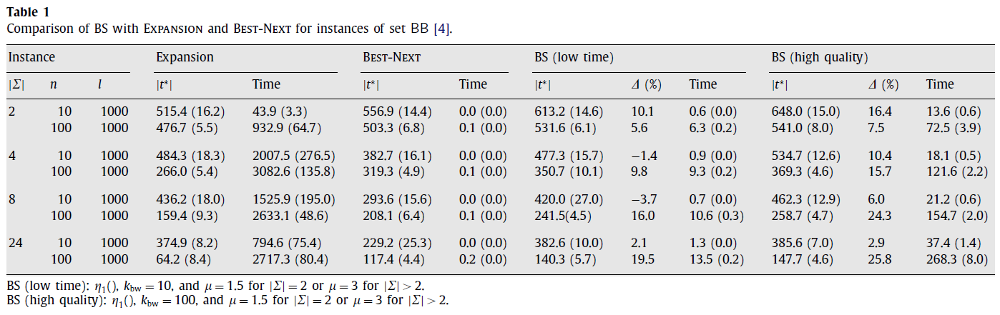 Table 1
Comparison of BS with EXPANSION and BEST-NEXT for instances of set BB [4].
Instance Expansion BEST-NEXT BS (low time) BS (high quality)
|Σ| n l |t*| Time |t*| Time |t*| Δ (%) Time |t*| Δ (%) Time
2 10 1000 515.4 (16.2) 43.9 (3.3) 556.9 (14.4) 0.0 (0.0) 613.2 (14.6) 10.1 0.6 (0.0) 648.0 (15.0) 16.4 13.6 (0.6)
100 1000 476.7 (5.5) 932.9 (64.7) 503.3 (6.8) 0.1 (0.0) 531.6 (6.1) 5.6 6.3 (0.2) 541.0 (8.0) 7.5 72.5 (3.9)
4 10 1000 484.3 (18.3) 2007.5 (276.5) 382.7 (16.1) 0.0 (0.0) 477.3 (15.7) −1.4 0.9 (0.0) 534.7 (12.6) 10.4 18.1 (0.5)
100 1000 266.0 (5.4) 3082.6 (135.8) 319.3 (4.9) 0.1 (0.0) 350.7 (10.1) 9.8 9.3 (0.2) 369.3 (4.6) 15.7 121.6 (2.2)
8 10 1000 436.2 (18.0) 1525.9 (195.0) 293.6 (15.6) 0.0 (0.0) 420.0 (27.0) −3.7 0.7 (0.0) 462.3 (12.9) 6.0 21.2 (0.6)
100 1000 159.4 (9.3) 2633.1 (48.6) 208.1 (6.4) 0.1 (0.0) 241.5(4.5) 16.0 10.6 (0.3) 258.7 (4.7) 24.3 154.7 (2.0)
24 10 1000 374.9 (8.2) 794.6 (75.4) 229.2 (25.3) 0.0 (0.0) 382.6 (10.0) 2.1 1.3 (0.0) 385.6 (7.0) 2.9 37.4 (1.4)
100 1000 64.2 (8.4) 2717.3 (80.4) 117.4 (4.4) 0.2 (0.0) 140.3 (5.7) 19.5 13.5 (0.2) 147.7 (4.6) 25.8 268.3 (8.0)
BS (low time): η₁(), k_bw = 10, and μ = 1.5 for |Σ| = 2 or μ = 3 for |Σ| > 2.
BS (high quality): η₁(), k_bw = 100, and μ = 1.5 for |Σ| = 2 or μ = 3 for |Σ| > 2.